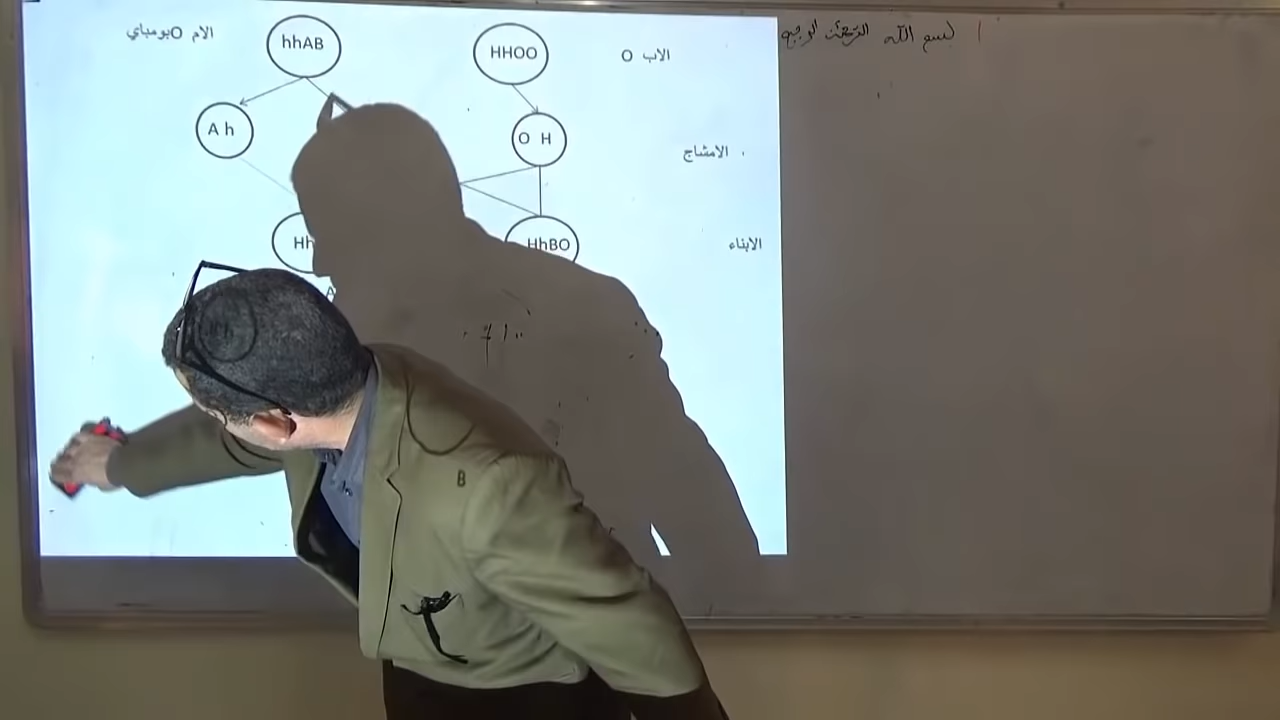 بسم الله الرحمن الرحيم
الاب O HHOO hhAB الام Oبومباي
الامشاج O H A h
الابناء HhBO Hh
A
B